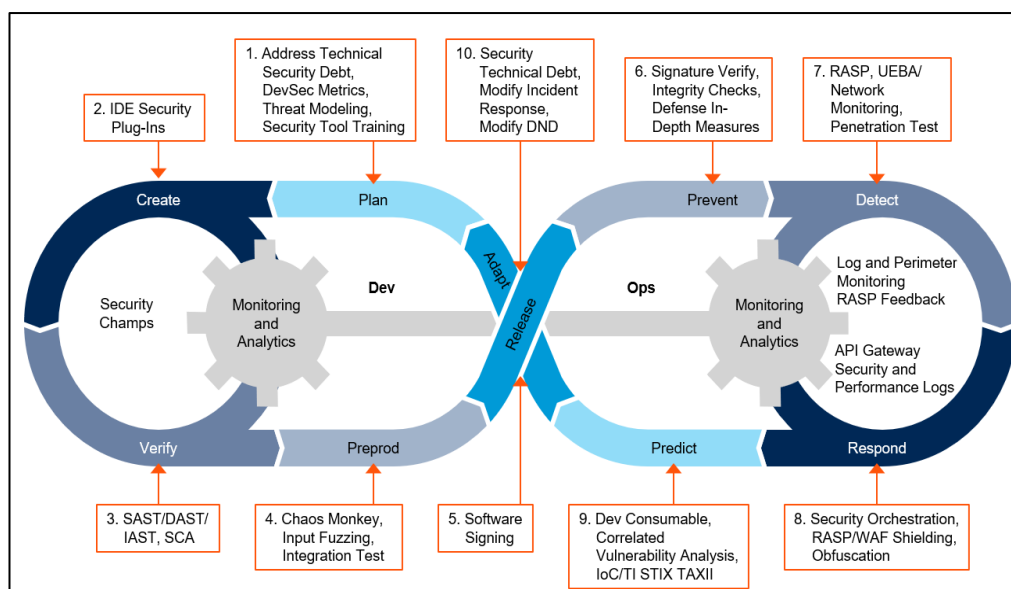 1. Address Technical
Security Debt,
DevSec Metrics,
Threat Modeling,
Security Tool Training
10. Security
Technical Debt,
Modify Incident
Response,
Modify DND
6. Signature Verify,
Integrity Checks,
Defense In-
Depth Measures
7. RASP, UEBA/
Network
Monitoring,
Penetration Test
2. IDE Security
Plug-Ins
Create
Plan
Prevent
Detect
Adapt
Release
Security
Champs
Monitoring
and
Analytics
Dev
Ops
Monitoring
and
Analytics
Log and Perimeter
Monitoring
RASP Feedback
API Gateway
Security and
Performance Logs
Verify
Preprod
Predict
Respond
3. SAST/DAST/
IAST, SCA
4. Chaos Monkey,
Input Fuzzing,
Integration Test
5. Software
Signing
9. Dev Consumable,
Correlated
Vulnerability Analysis,
IoC/TI STIX TAXII
8. Security Orchestration,
RASP/WAF Shielding,
Obfuscation